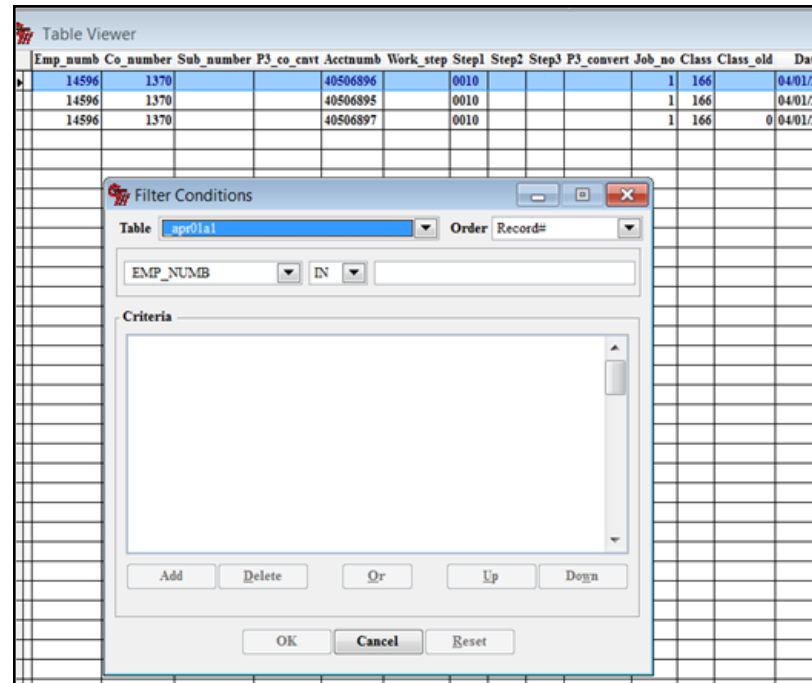 Table Viewer
Emp_numb Co_number Sub_number P3_co_cnvt Acctnumb Work_step Step1 Step2 Step3 P3_convert Job_no Class Class_old Da
14596 1370 40506896 0010 1 166 04/01/
14596 1370 40506895 0010 1 166 04/01/
14596 1370 40506897 0010 1 166 0 04/01/
Filter Conditions
Table _apr01a1 Order Record#
EMP_NUMB IN
Criteria
Add Delete Or Up Down
OK Cancel Reset